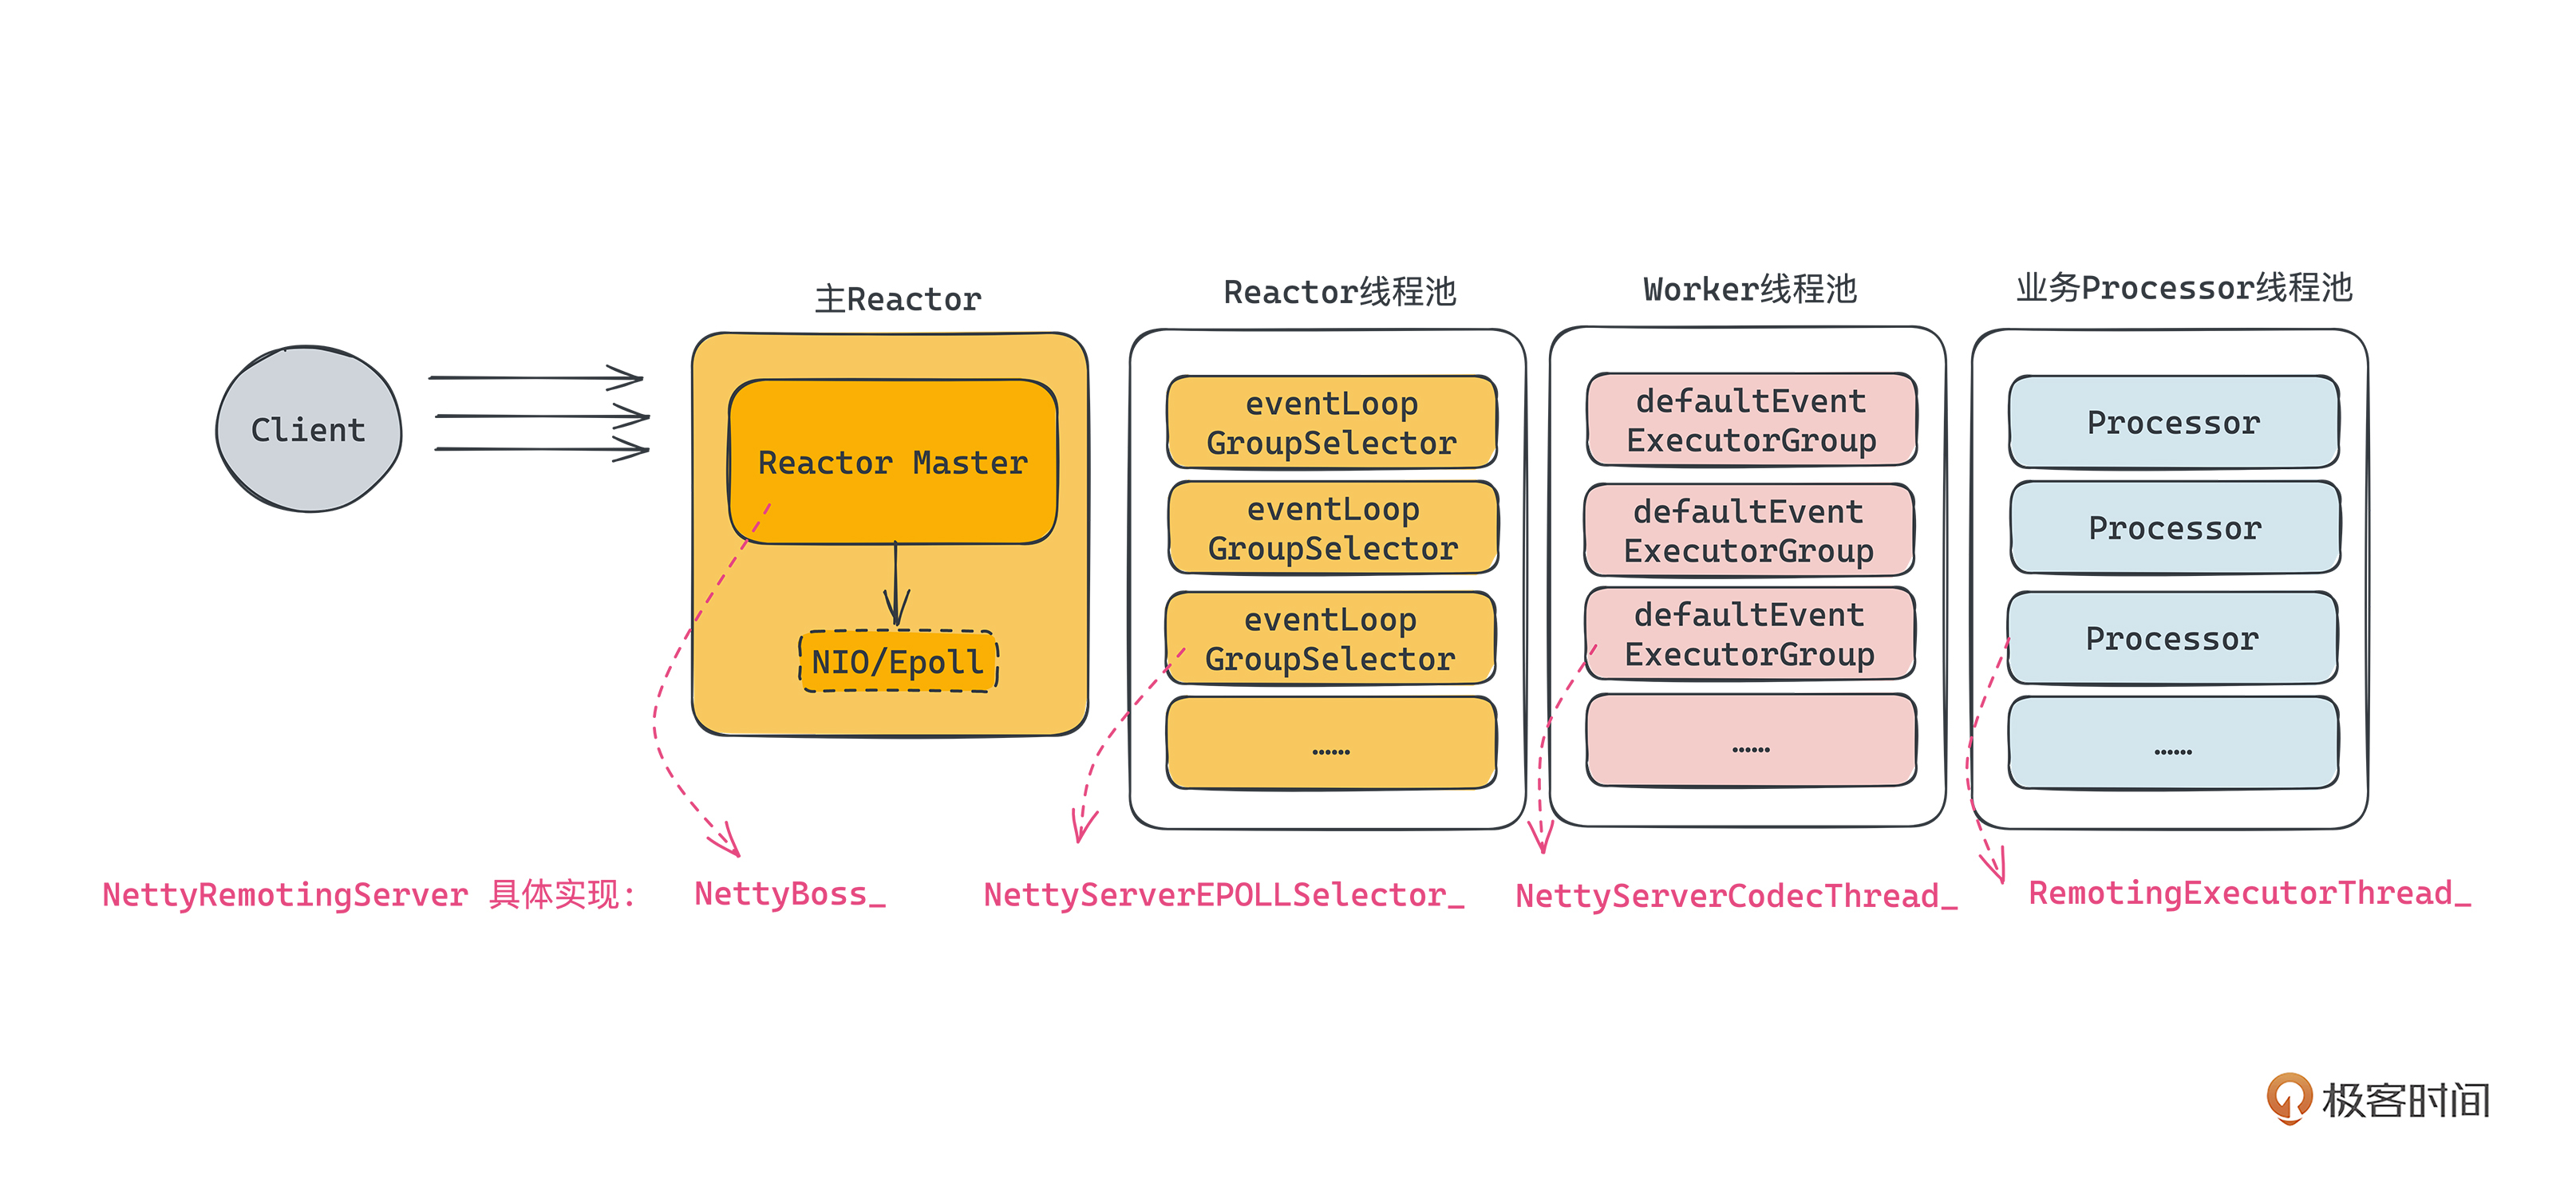 主Reactor
Reactor线程池
Worker线程池
业务Processor线程池
Client
Reactor Master
NIO/Epoll
eventLoop
GroupSelector
eventLoop
GroupSelector
eventLoop
GroupSelector
……
defaultEvent
ExecutorGroup
defaultEvent
ExecutorGroup
defaultEvent
ExecutorGroup
……
Processor
Processor
Processor
……
NettyRemotingServer 具体实现:
NettyBoss_
NettyServerEPOLLSelector_
NettyServerCodecThread_
RemotingExecutorThread_
极客时间